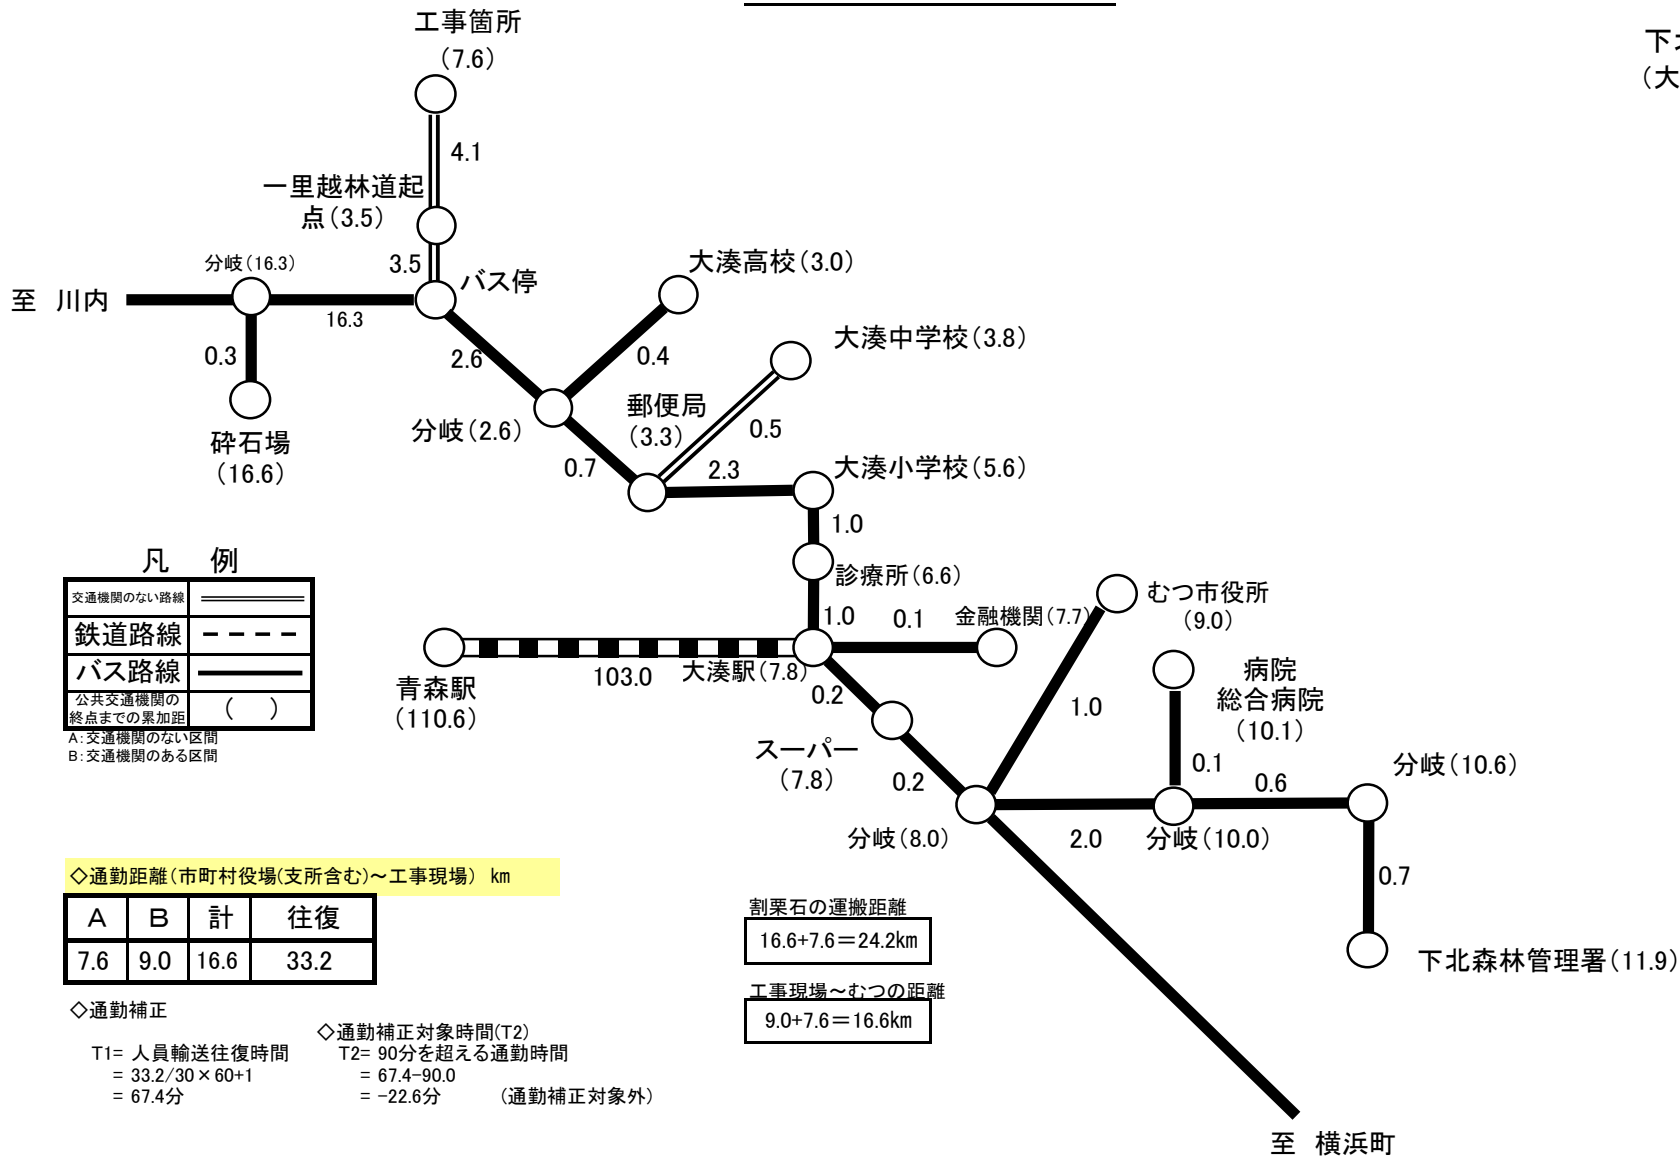 工事箇所
(7.6)
下北
(大
4.1
一里越林道起
点(3.5)
分岐(16.3)
3.5
バス停
大湊高校(3.0)
至 川内
16.3
0.3
2.6
0.4
大湊中学校(3.8)
砕石場
(16.6)
分岐(2.6)
郵便局
(3.3)
0.5
0.7
2.3
大湊小学校(5.6)
1.0
凡 例
交通機関のない路線
鉄道路線
バス路線
公共交通機関の
終点までの累加距
( )
A:交通機関のない区間
B:交通機関のある区間
診療所(6.6)
1.0
0.1
金融機関(7.7)
むつ市役所
(9.0)
青森駅
(110.6)
103.0
大湊駅(7.8)
0.2
スーパー
(7.8)
0.2
1.0
病院
総合病院
(10.1)
0.1
0.6
分岐(10.6)
分岐(8.0)
2.0
分岐(10.0)
0.7
下北森林管理署(11.9)
◇通勤距離(市町村役場(支所含む)~工事現場) km
A B 計 往復
7.6 9.0 16.6 33.2
割栗石の運搬距離
16.6+7.6=24.2km
工事現場~むつの距離
9.0+7.6=16.6km
◇通勤補正
T1= 人員輸送往復時間
= 33.2/30×60+1
= 67.4分
◇通勤補正対象時間(T2)
T2= 90分を超える通勤時間
= 67.4-90.0
= -22.6分 (通勤補正対象外)
至 横浜町